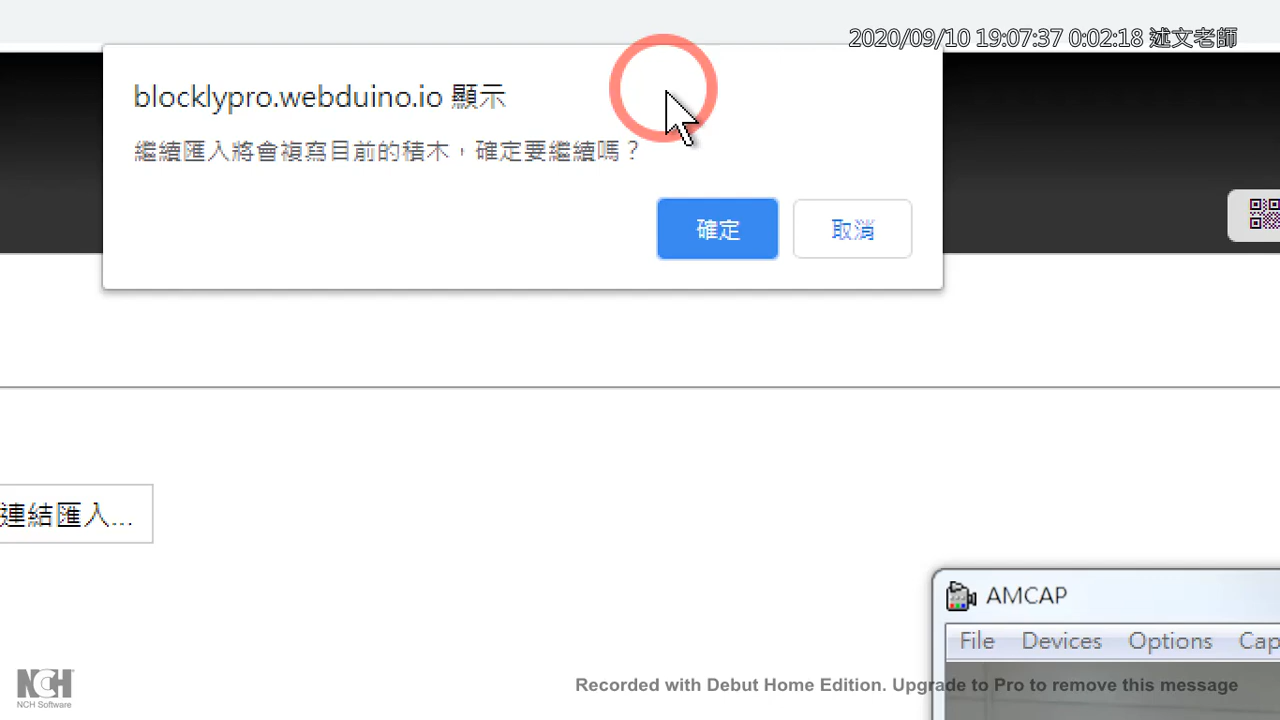 2020/09/10 19:07:37 0:02:18 述文老師
blocklypro.webduino.io 顯示
繼續匯入將會複寫目前的積木，確定要繼續嗎？
確定
取消
連結匯入...
AMCAP
File Devices Options Cap
NCH
NCH Software
Recorded with Debut Home Edition. Upgrade to Pro to remove this message